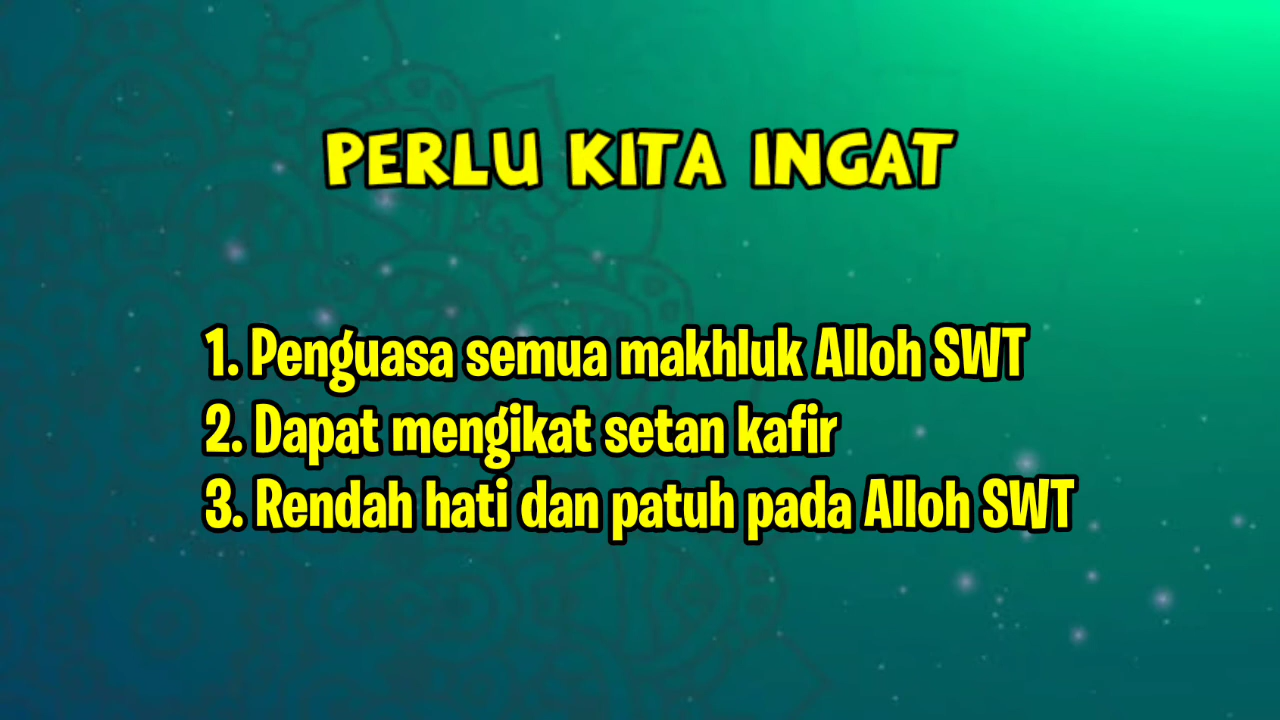 PERLU KITA INGAT
1. Penguasa semua makhluk Alloh SWT
2. Dapat mengikat setan kafir
3. Rendah hati dan patuh pada Alloh SWT